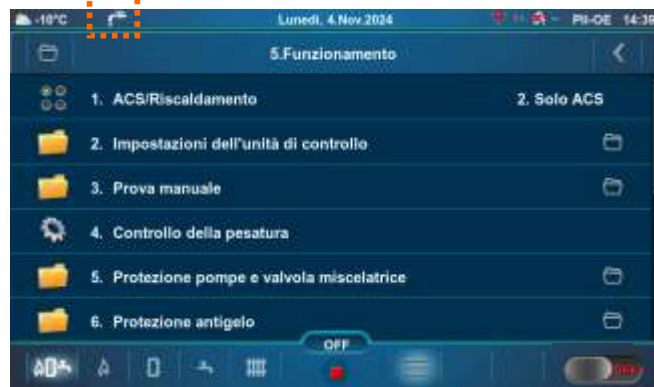 -10°C Lunedì, 4.Nov.2024 PII-OE 14:39
5.Funzionamento
1. ACS/Riscaldamento 2. Solo ACS
2. Impostazioni dell'unità di controllo
3. Prova manuale
4. Controllo della pesatura
5. Protezione pompe e valvola miscelatrice
6. Protezione antigelo
OFF